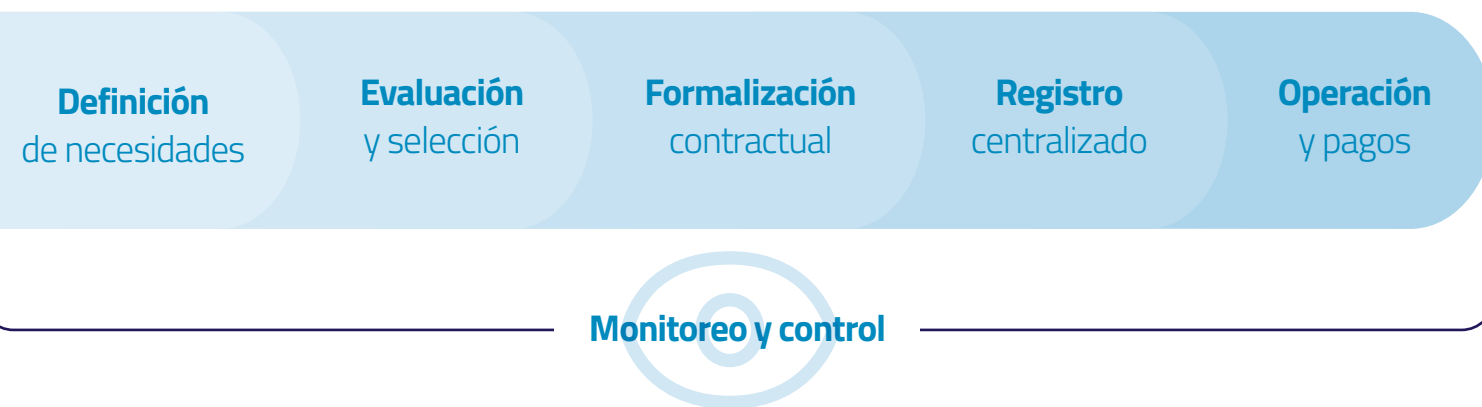 Definición
de necesidades
Evaluación
y selección
Formalización
contractual
Registro
centralizado
Operación
y pagos
Monitoreo y control